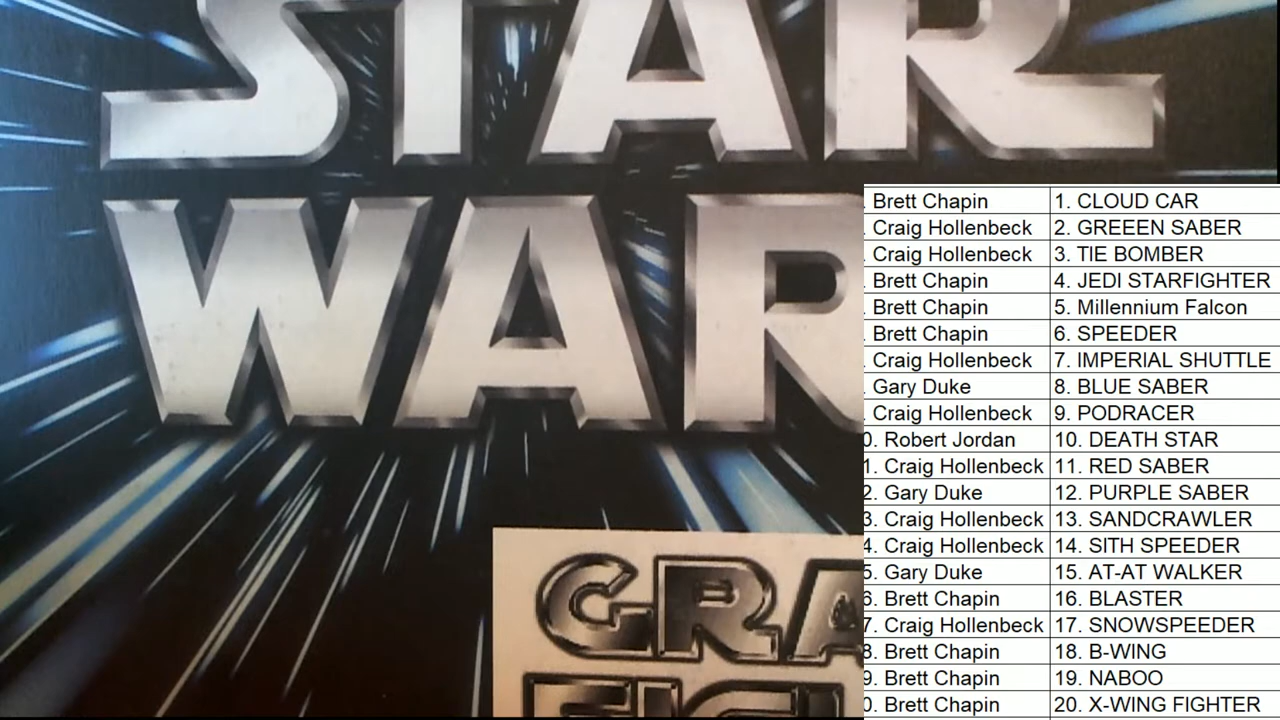 STAR
WAR
GRA
. Brett Chapin 1. CLOUD CAR
. Craig Hollenbeck 2. GREEEN SABER
. Craig Hollenbeck 3. TIE BOMBER
. Brett Chapin 4. JEDI STARFIGHTER
. Brett Chapin 5. Millennium Falcon
. Brett Chapin 6. SPEEDER
. Craig Hollenbeck 7. IMPERIAL SHUTTLE
. Gary Duke 8. BLUE SABER
. Craig Hollenbeck 9. PODRACER
0. Robert Jordan 10. DEATH STAR
1. Craig Hollenbeck 11. RED SABER
2. Gary Duke 12. PURPLE SABER
3. Craig Hollenbeck 13. SANDCRAWLER
4. Craig Hollenbeck 14. SITH SPEEDER
5. Gary Duke 15. AT-AT WALKER
6. Brett Chapin 16. BLASTER
7. Craig Hollenbeck 17. SNOWSPEEDER
8. Brett Chapin 18. B-WING
9. Brett Chapin 19. NABOO
0. Brett Chapin 20. X-WING FIGHTER